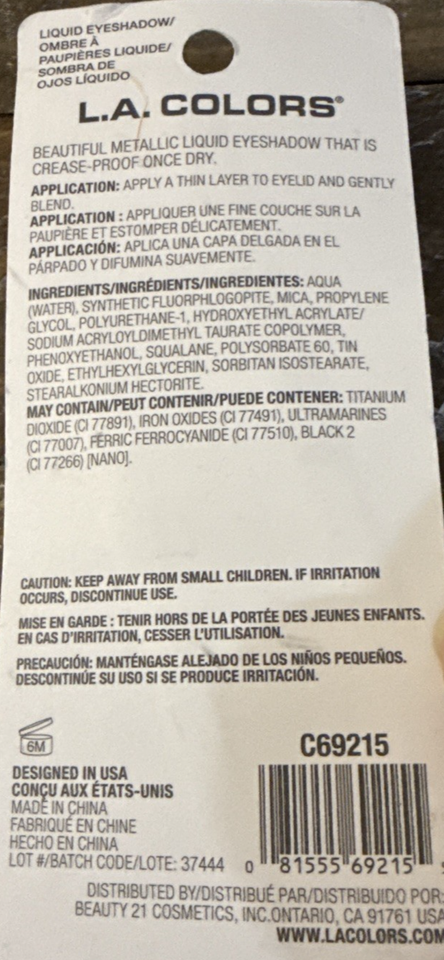 LIQUID EYESHADOW/
OMBRE À
PAUPIÈRES LIQUIDE/
SOMBRA DE
OJOS LÍQUIDO
L.A. COLORS®
BEAUTIFUL METALLIC LIQUID EYESHADOW THAT IS
CREASE-PROOF ONCE DRY.
APPLICATION: APPLY A THIN LAYER TO EYELID AND GENTLY
BLEND.
APPLICATION : APPLIQUER UNE FINE COUCHE SUR LA
PAUPIÈRE ET ESTOMPER DÉLICATEMENT.
APPLICACIÓN: APLICA UNA CAPA DELGADA EN EL
PÁRPADO Y DIFUMINA SUAVEMENTE.
INGREDIENTS/INGRÉDIENTS/INGREDIENTES: AQUA
(WATER), SYNTHETIC FLUORPHLOGOPITE, MICA, PROPYLENE
GLYCOL, POLYURETHANE-1, HYDROXYETHYL ACRYLATE/
SODIUM ACRYLOYLDIMETHYL TAURATE COPOLYMER,
PHENOXYETHANOL, SQUALANE, POLYSORBATE 60, TIN
OXIDE, ETHYLHEXYLGLYCERIN, SORBITAN ISOSTEARATE,
STEARALKONIUM HECTORITE.
MAY CONTAIN/PEUT CONTENIR/PUEDE CONTENER: TITANIUM
DIOXIDE (CI 77891), IRON OXIDES (CI 77491), ULTRAMARINES
(CI 77007), FERRIC FERROCYANIDE (CI 77510), BLACK 2
(CI 77266) [NANO].
CAUTION: KEEP AWAY FROM SMALL CHILDREN. IF IRRITATION
OCCURS, DISCONTINUE USE.
MISE EN GARDE : TENIR HORS DE LA PORTÉE DES JEUNES ENFANTS.
EN CAS D'IRRITATION, CESSER L'UTILISATION.
PRECAUCIÓN: MANTÉNGASE ALEJADO DE LOS NIÑOS PEQUEÑOS.
DESCONTINÚE SU USO SI SE PRODUCE IRRITACIÓN.
6M
C69215
DESIGNED IN USA
CONÇU AUX ÉTATS-UNIS
MADE IN CHINA
FABRIQUÉ EN CHINE
HECHO EN CHINA
LOT #/BATCH CODE/LOTE: 37444
0 81555 69215
DISTRIBUTED BY/DISTRIBUÉ PAR/DISTRIBUIDO POR:
BEAUTY 21 COSMETICS, INC.ONTARIO, CA 91761 USA
WWW.LACOLORS.COM